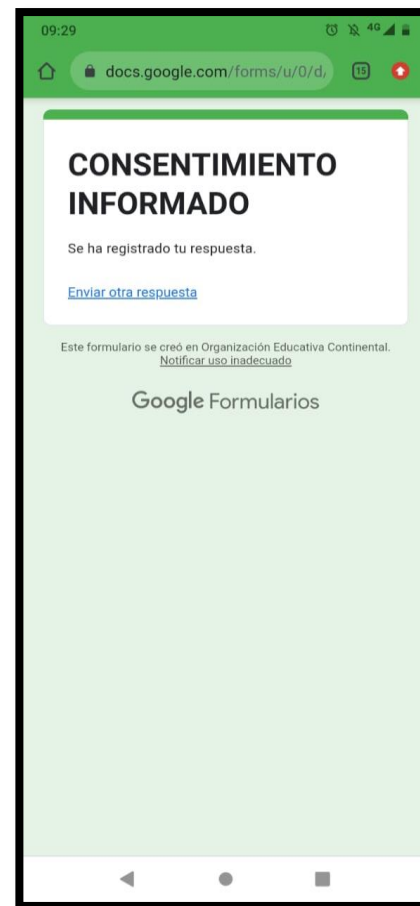 09:29 4G
docs.google.com/forms/u/0/d/ 15
CONSENTIMIENTO
INFORMADO
Se ha registrado tu respuesta.
Enviar otra respuesta
Este formulario se creó en Organización Educativa Continental.
Notificar uso inadecuado
Google Formularios